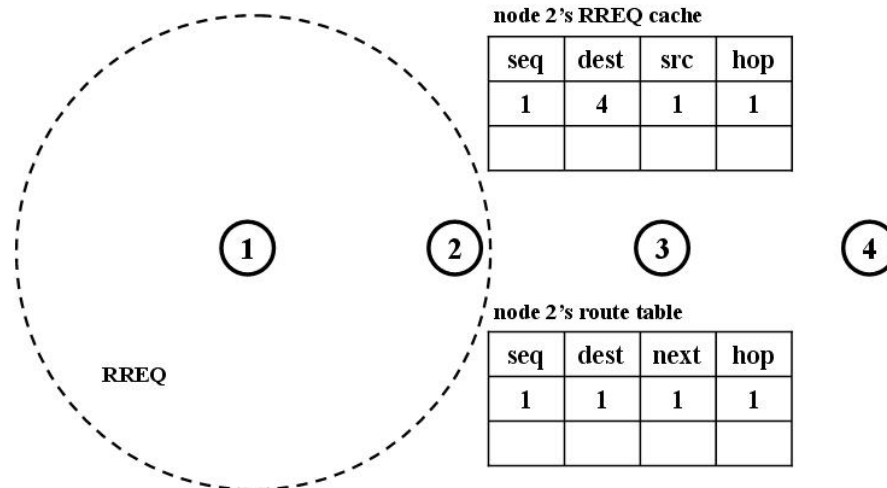 node 2's RREQ cache
seq dest src hop
1 4 1 1
1 2 3 4
node 2's route table
seq dest next hop
1 1 1 1
RREQ